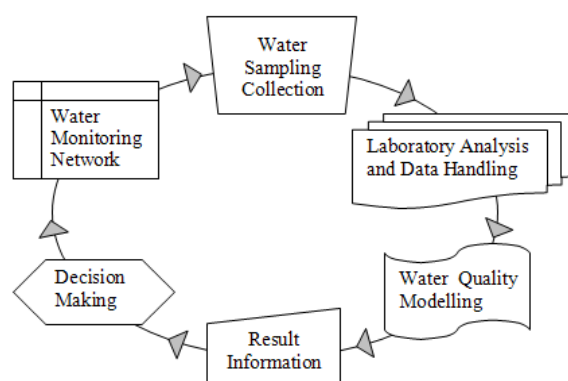 Water
Sampling
Collection
Water
Monitoring
Network
Laboratory Analysis
and Data Handling
Decision
Making
Water Quality
Modelling
Result
Information